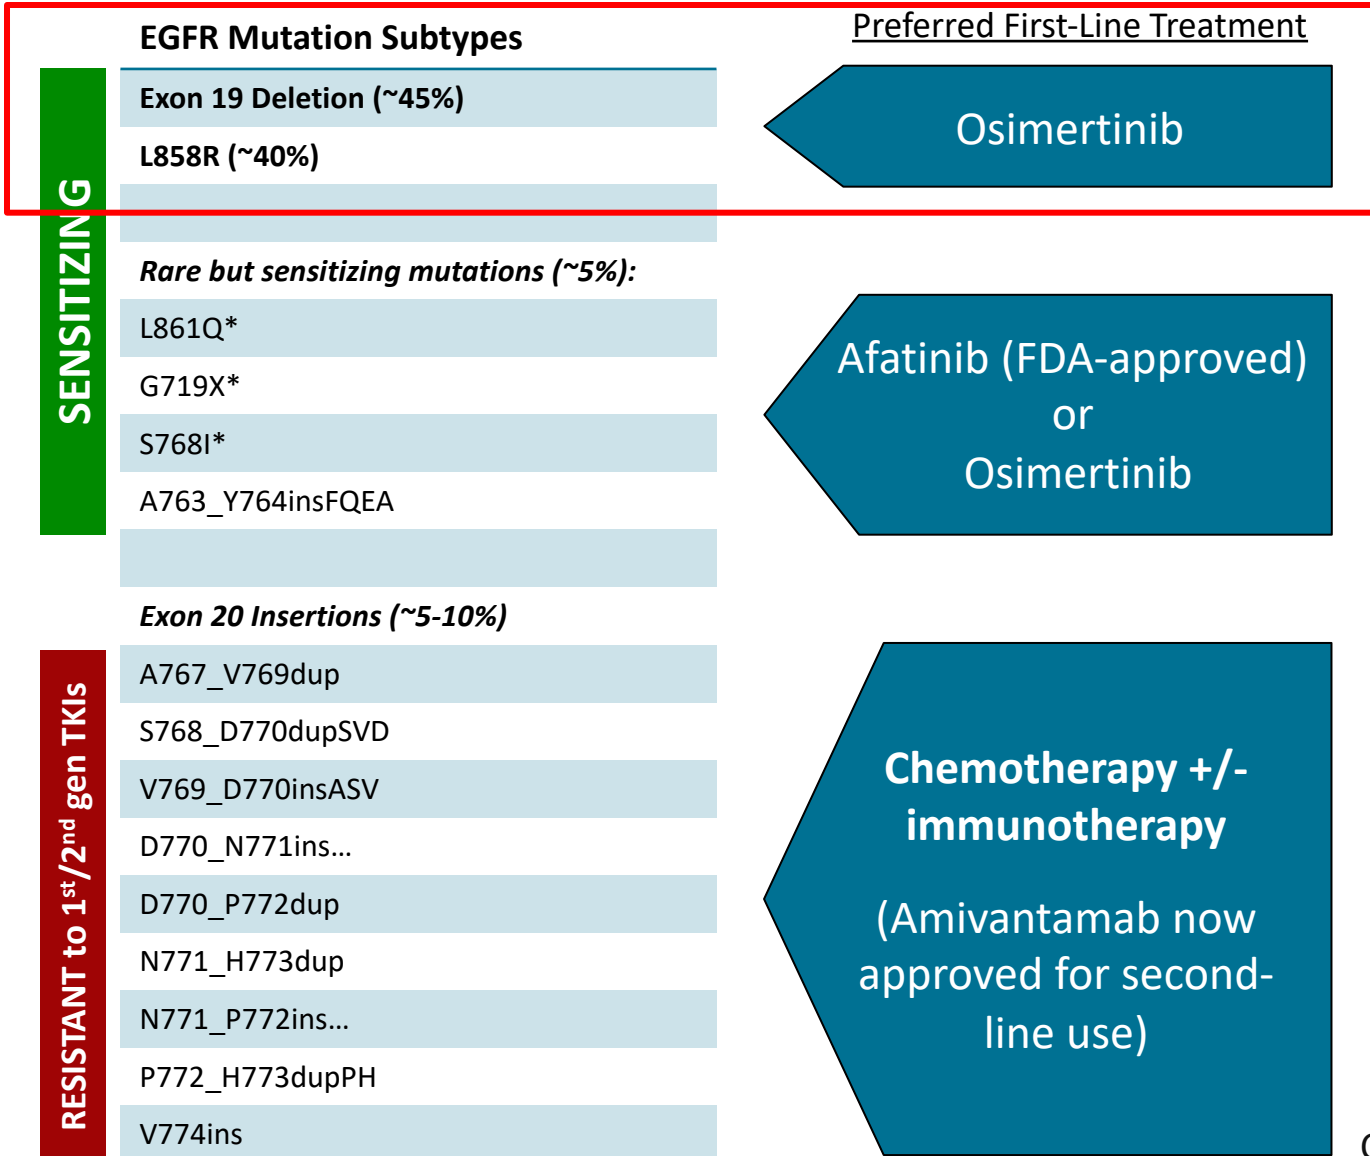 EGFR Mutation Subtypes
Preferred First-Line Treatment
SENSITIZING
Exon 19 Deletion (~45%)
L858R (~40%)
Osimertinib
Rare but sensitizing mutations (~5%):
L861Q*
G719X*
S768I*
A763_Y764insFQEA
Afatinib (FDA-approved)
or
Osimertinib
Exon 20 Insertions (~5-10%)
RESISTANT to 1st/2nd gen TKIs
A767_V769dup
S768_D770dupSVD
V769_D770insASV
D770_N771ins…
D770_P772dup
N771_H773dup
N771_P772ins…
P772_H773dupPH
V774ins
Chemotherapy +/-
immunotherapy
(Amivantamab now
approved for second-
line use)